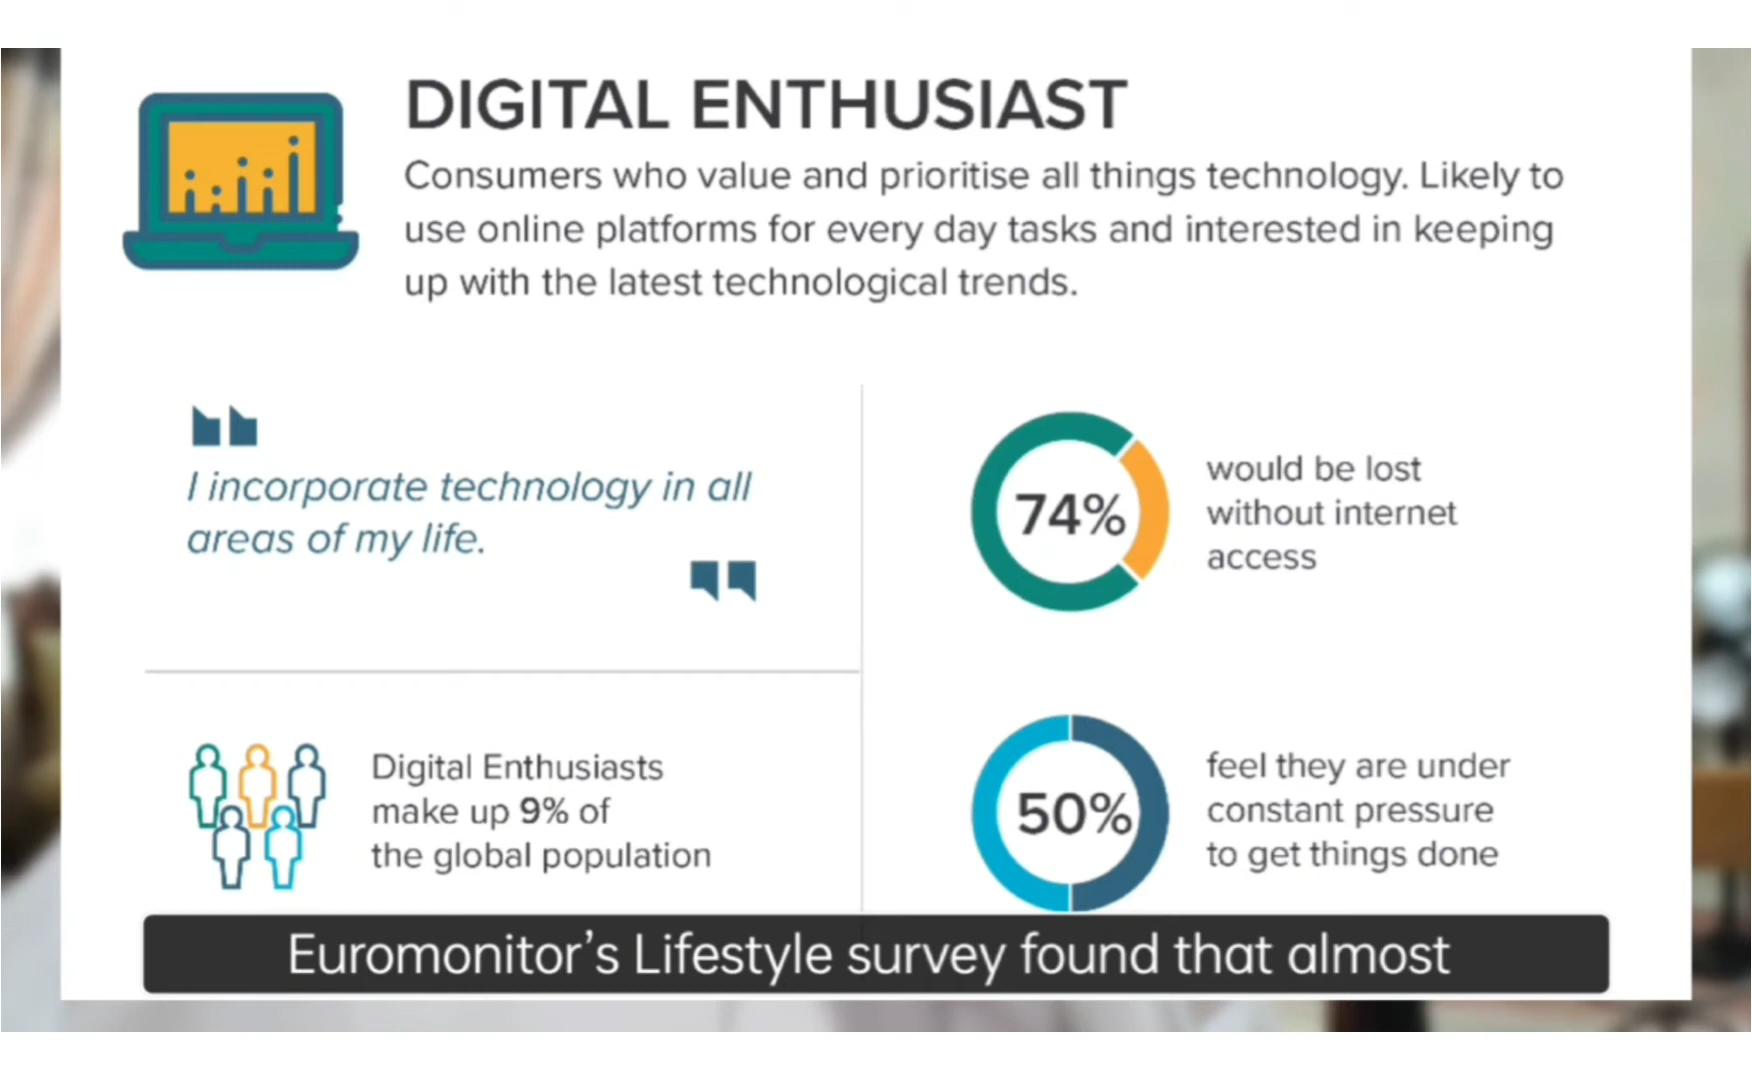 DIGITAL ENTHUSIAST
Consumers who value and prioritise all things technology. Likely to
use online platforms for every day tasks and interested in keeping
up with the latest technological trends.
I incorporate technology in all
areas of my life.
74%
would be lost
without internet
access
Digital Enthusiasts
make up 9% of
the global population
50%
feel they are under
constant pressure
to get things done
Euromonitor's Lifestyle survey found that almost